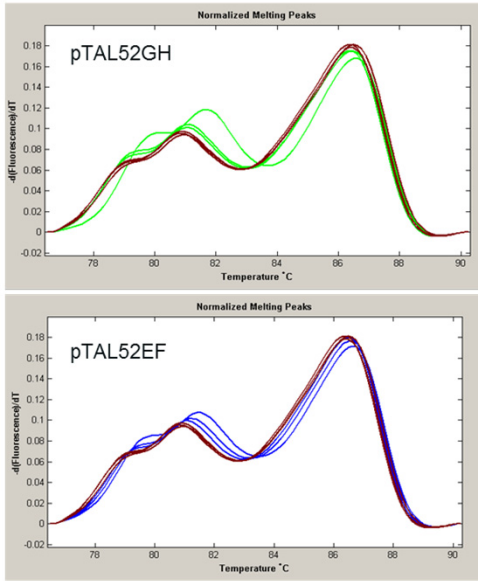 Normalized Melting Peaks
pTAL52GH
-d(Fluorescence)/dT
0.18
0.16
0.14
0.12
0.1
0.08
0.06
0.04
0.02
0
-0.02
78 80 82 84 86 88 90
Temperature ˚C
Normalized Melting Peaks
pTAL52EF
-d(Fluorescence)/dT
0.18
0.16
0.14
0.12
0.1
0.08
0.06
0.04
0.02
0
-0.02
78 80 82 84 86 88 90
Temperature ˚C